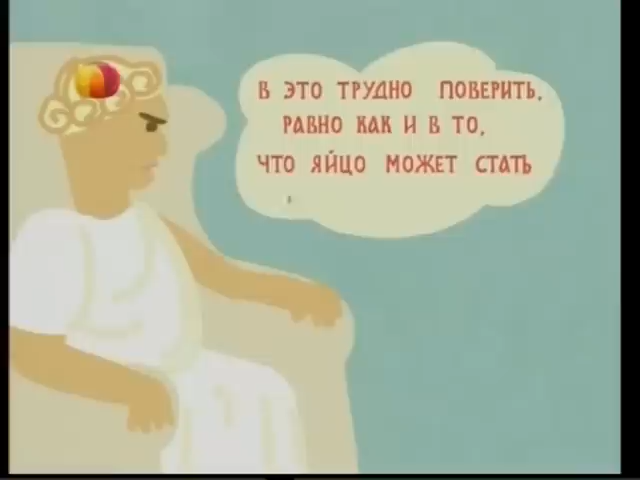 В ЭТО ТРУДНО ПОВЕРИТЬ,
РАВНО КАК И В ТО,
ЧТО ЯЙЦО МОЖЕТ СТАТЬ